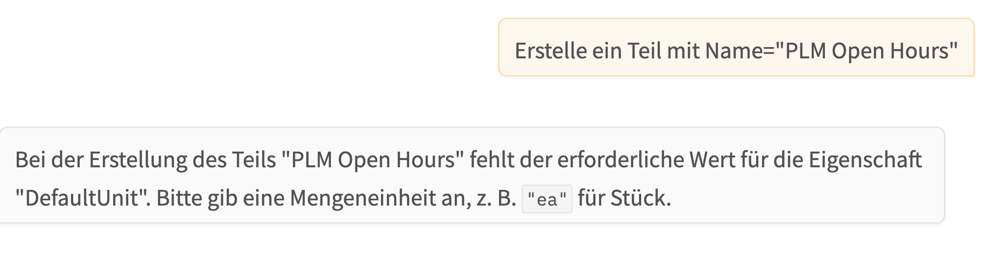 Erstelle ein Teil mit Name="PLM Open Hours"
Bei der Erstellung des Teils "PLM Open Hours" fehlt der erforderliche Wert für die Eigenschaft
"DefaultUnit". Bitte gib eine Mengeneinheit an, z. B. "ea" für Stück.